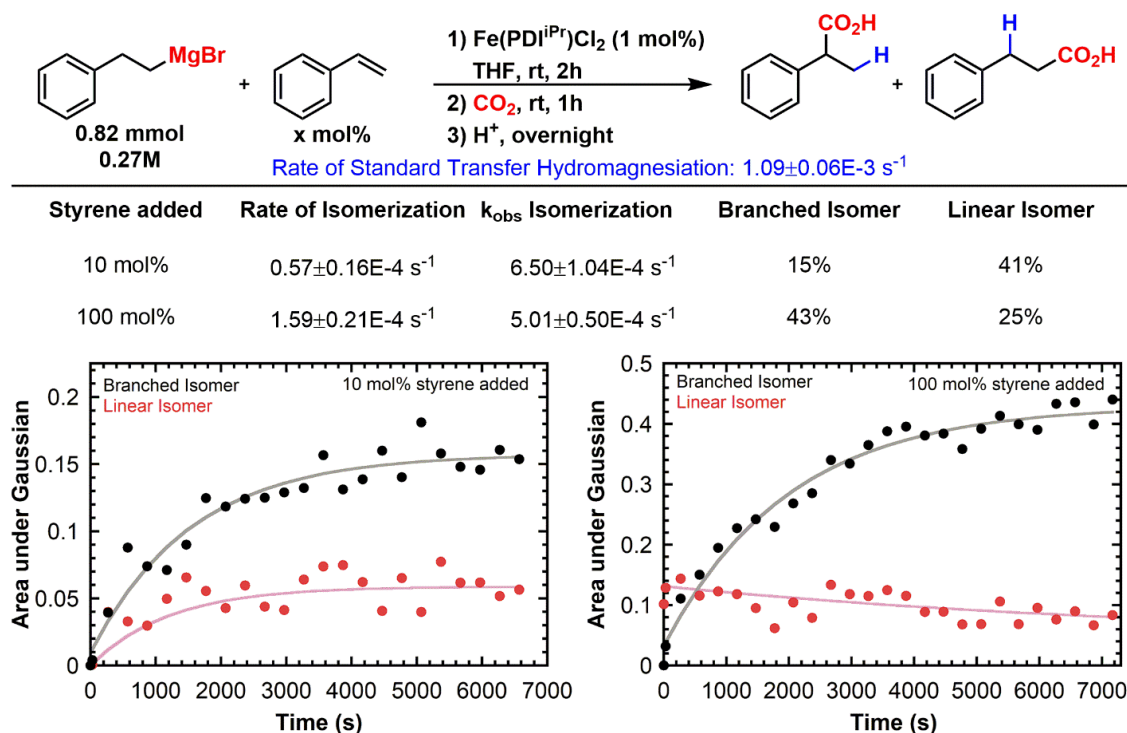 MgBr
+
0.82 mmol
0.27M
x mol%
1) Fe(PDI^iPr)Cl₂ (1 mol%)
THF, rt, 2h
2) CO₂, rt, 1h
3) H⁺, overnight
CO₂H
H
+
H
CO₂H
Rate of Standard Transfer Hydromagnesiation: 1.09±0.06E-3 s⁻¹
Styrene added Rate of Isomerization k_obs Isomerization Branched Isomer Linear Isomer
10 mol% 0.57±0.16E-4 s⁻¹ 6.50±1.04E-4 s⁻¹ 15% 41%
100 mol% 1.59±0.21E-4 s⁻¹ 5.01±0.50E-4 s⁻¹ 43% 25%
Branched Isomer 10 mol% styrene added
Linear Isomer
Area under Gaussian
0.2
0.15
0.1
0.05
0
0 1000 2000 3000 4000 5000 6000 7000
Time (s)
Branched Isomer 100 mol% styrene added
Linear Isomer
Area under Gaussian
0.5
0.4
0.3
0.2
0.1
0
0 1000 2000 3000 4000 5000 6000 7000
Time (s)